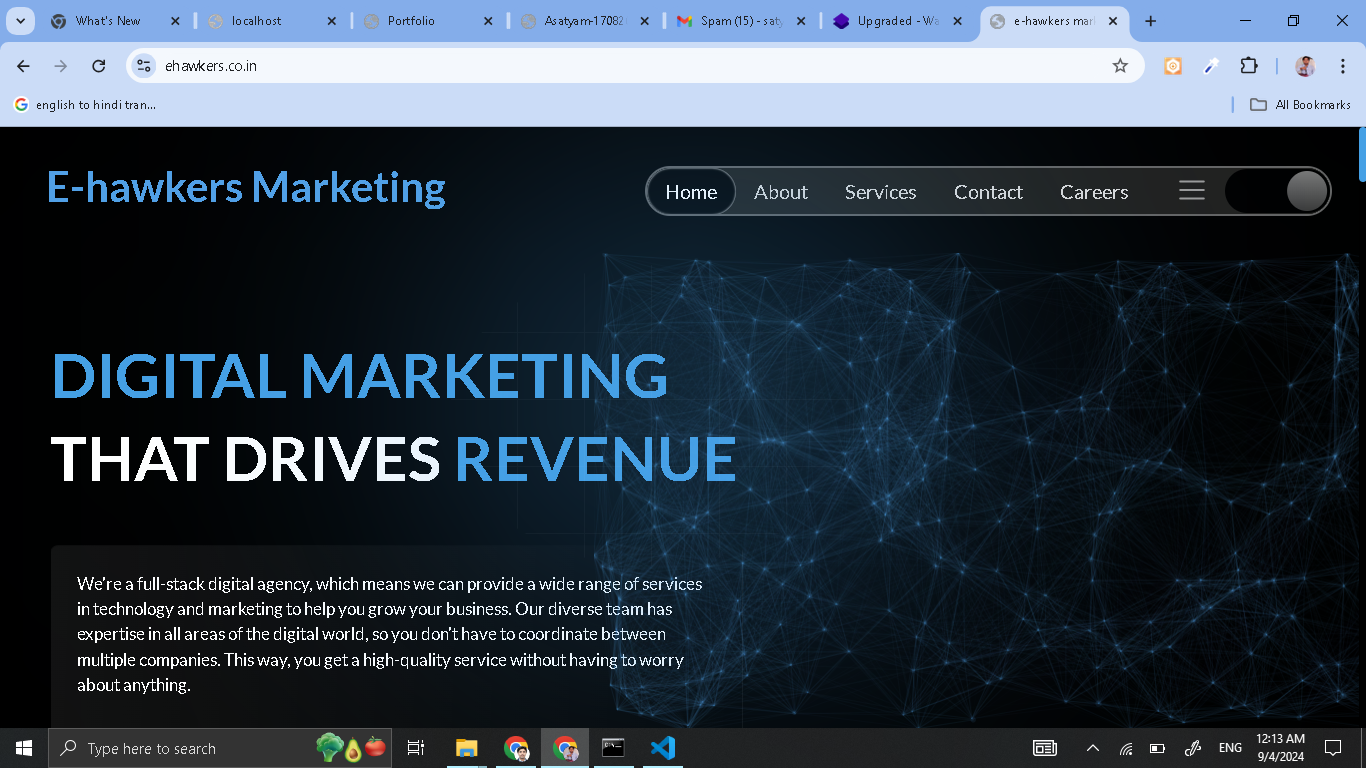 What's New
localhost
Portfolio
Asatyam-17082
Spam (15) - saty
Upgraded - Wa
e-hawkers mar
ehawkers.co.in
english to hindi tran...
All Bookmarks
E-hawkers Marketing
Home About Services Contact Careers
DIGITAL MARKETING
THAT DRIVES REVENUE
We're a full-stack digital agency, which means we can provide a wide range of services
in technology and marketing to help you grow your business. Our diverse team has
expertise in all areas of the digital world, so you don't have to coordinate between
multiple companies. This way, you get a high-quality service without having to worry
about anything.
Type here to search
ENG
12:13 AM
9/4/2024